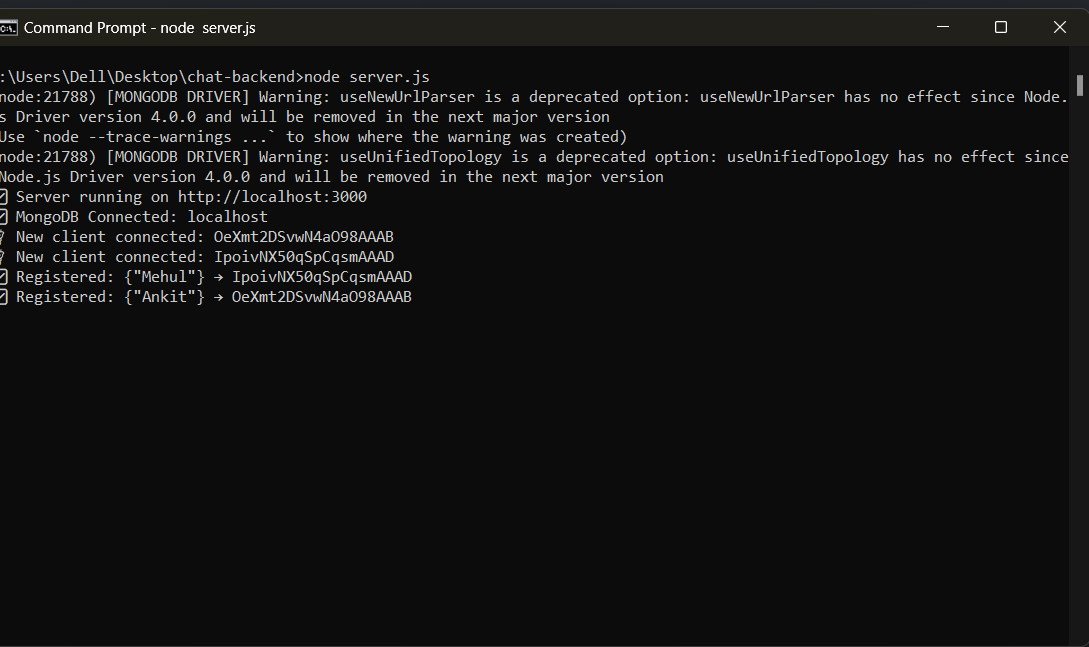 Command Prompt - node server.js
:\Users\Dell\Desktop\chat-backend>node server.js
node:21788) [MONGODB DRIVER] Warning: useNewUrlParser is a deprecated option: useNewUrlParser has no effect since Node.
s Driver version 4.0.0 and will be removed in the next major version
Use `node --trace-warnings ...` to show where the warning was created)
node:21788) [MONGODB DRIVER] Warning: useUnifiedTopology is a deprecated option: useUnifiedTopology has no effect since
Node.js Driver version 4.0.0 and will be removed in the next major version
Server running on http://localhost:3000
MongoDB Connected: localhost
New client connected: OeXmt2DSvwN4aO98AAAB
New client connected: IpoivNX50qSpCqsmAAAD
Registered: {"Mehul"} → IpoivNX50qSpCqsmAAAD
Registered: {"Ankit"} → OeXmt2DSvwN4aO98AAAB